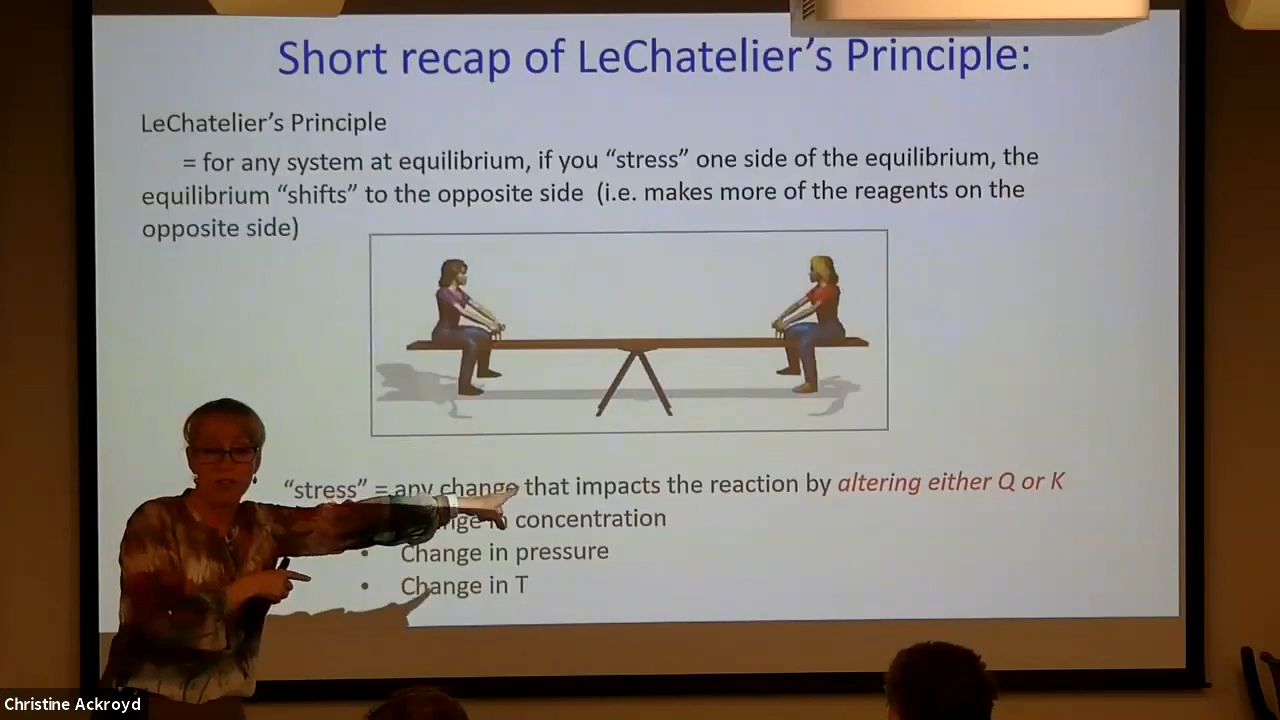 Short recap of LeChatelier’s Principle:
LeChatelier’s Principle
= for any system at equilibrium, if you “stress” one side of the equilibrium, the
equilibrium “shifts” to the opposite side (i.e. makes more of the reagents on the
opposite side)
“stress” = any change that impacts the reaction by altering either Q or K
concentration
• Change in pressure
• Change in T
Christine Ackroyd